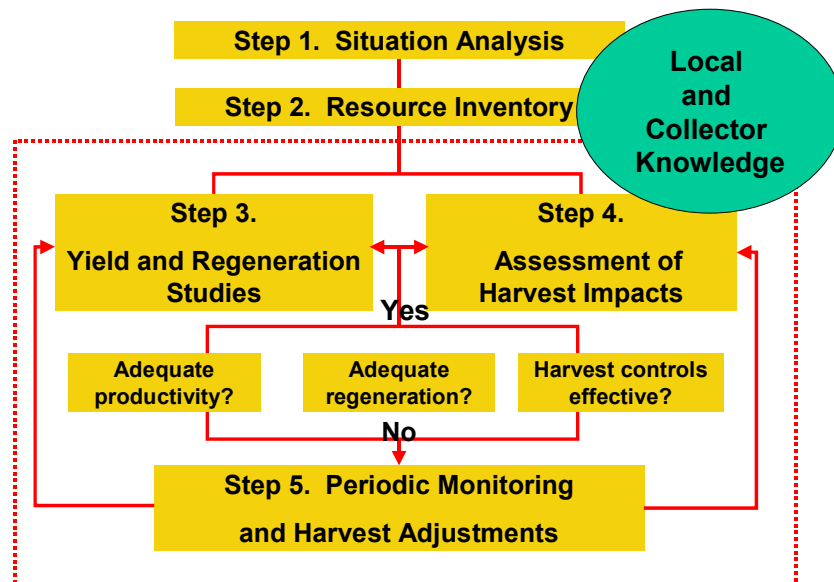 Step 1. Situation Analysis
Step 2. Resource Inventory
Local
and
Collector
Knowledge
Step 3.
Yield and Regeneration
Studies
Step 4.
Assessment of
Harvest Impacts
Yes
Adequate
productivity?
Adequate
regeneration?
Harvest controls
effective?
No
Step 5. Periodic Monitoring
and Harvest Adjustments